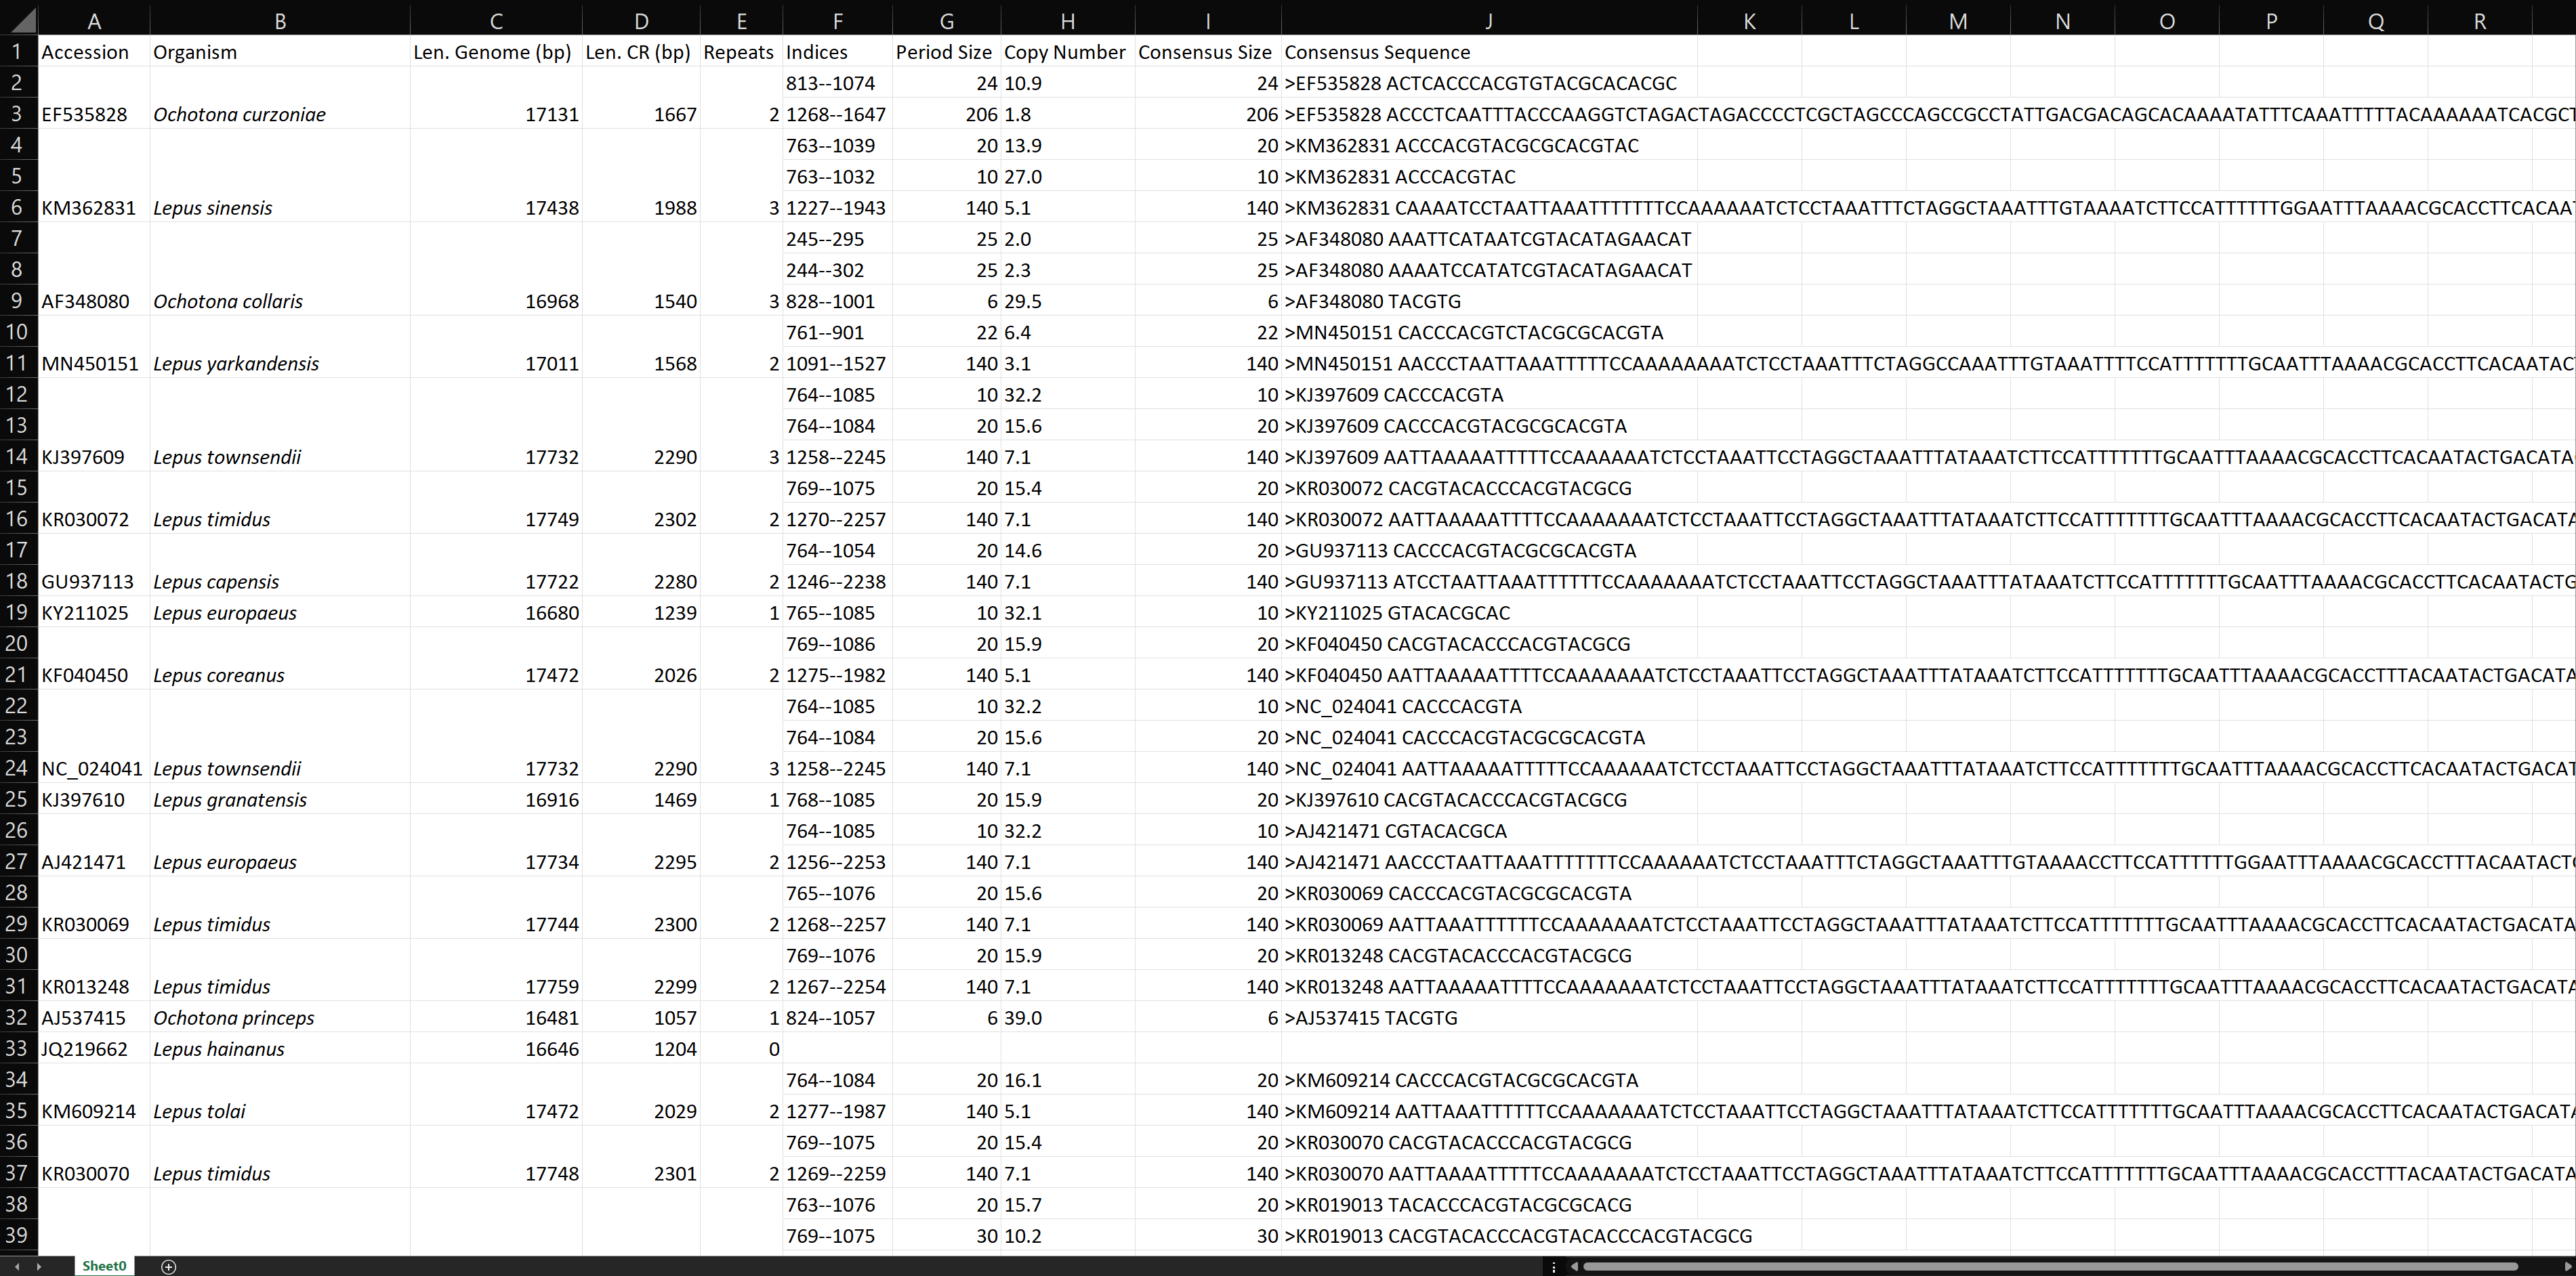 A B C D E F G H I J K L M N O P Q R
1 Accession Organism Len. Genome (bp) Len. CR (bp) Repeats Indices Period Size Copy Number Consensus Size Consensus Sequence
2 813--1074 24 10.9 24 >EF535828 ACTCACCCACGTGTACGCACACGC
3 EF535828 Ochotona curzoniae 17131 1667 2 1268--1647 206 1.8 206 >EF535828 ACCCTCAATTTACCCAAGGTCTAGACTAGACCCCTCGCTAGCCCAGCCGCCTATTGACGACAGCACAAAATATTTCAAATTTTTACAAAAAATCACGCT
4 763--1039 20 13.9 20 >KM362831 ACCCACGTACGCGCACGTAC
5 763--1032 10 27.0 10 >KM362831 ACCCACGTAC
6 KM362831 Lepus sinensis 17438 1988 3 1227--1943 140 5.1 140 >KM362831 CAAAATCCTAATTAAATTTTTTTCCAAAAAATCTCCTAAATTTCTAGGCTAAATTTGTAAAATCTTCCATTTTTTGGAATTTAAAACGCACCTTCACAAT
7 245--295 25 2.0 25 >AF348080 AAATTCATAATCGTACATAGAACAT
8 244--302 25 2.3 25 >AF348080 AAAATCCATATCGTACATAGAACAT
9 AF348080 Ochotona collaris 16968 1540 3 828--1001 6 29.5 6 >AF348080 TACGTG
10 761--901 22 6.4 22 >MN450151 CACCCACGTCTACGCGCACGTA
11 MN450151 Lepus yarkandensis 17011 1568 2 1091--1527 140 3.1 140 >MN450151 AACCCTAATTAAATTTTTCCAAAAAAAATCTCCTAAATTTCTAGGCCAAATTTGTAAATTTTCCATTTTTTTGCAATTTAAAACGCACCTTCACAATAC
12 764--1085 10 32.2 10 >KJ397609 CACCCACGTA
13 764--1084 20 15.6 20 >KJ397609 CACCCACGTACGCGCACGTA
14 KJ397609 Lepus townsendii 17732 2290 3 1258--2245 140 7.1 140 >KJ397609 AATTAAAAATTTTTCCAAAAAATCTCCTAAATTCCTAGGCTAAATTTATAAATCTTCCATTTTTTTGCAATTTAAAACGCACCTTCACAATACTGACATA
15 769--1075 20 15.4 20 >KR030072 CACGTACACCCACGTACGCG
16 KR030072 Lepus timidus 17749 2302 2 1270--2257 140 7.1 140 >KR030072 AATTAAAAATTTTCCAAAAAAATCTCCTAAATTCCTAGGCTAAATTTATAAATCTTCCATTTTTTTGCAATTTAAAACGCACCTTCACAATACTGACATA
17 764--1054 20 14.6 20 >GU937113 CACCCACGTACGCGCACGTA
18 GU937113 Lepus capensis 17722 2280 2 1246--2238 140 7.1 140 >GU937113 ATCCTAATTAAATTTTTTCCAAAAAAATCTCCTAAATTCCTAGGCTAAATTTATAAATCTTCCATTTTTTTGCAATTTAAAACGCACCTTCACAATACTG
19 KY211025 Lepus europaeus 16680 1239 1 765--1085 10 32.1 10 >KY211025 GTACACGCAC
20 769--1086 20 15.9 20 >KF040450 CACGTACACCCACGTACGCG
21 KF040450 Lepus coreanus 17472 2026 2 1275--1982 140 5.1 140 >KF040450 AATTAAAAATTTTCCAAAAAAATCTCCTAAATTCCTAGGCTAAATTTATAAATCTTCCATTTTTTTGCAATTTAAAACGCACCTTTACAATACTGACATA
22 764--1085 10 32.2 10 >NC_024041 CACCCACGTA
23 764--1084 20 15.6 20 >NC_024041 CACCCACGTACGCGCACGTA
24 NC_024041 Lepus townsendii 17732 2290 3 1258--2245 140 7.1 140 >NC_024041 AATTAAAAATTTTTCCAAAAAATCTCCTAAATTCCTAGGCTAAATTTATAAATCTTCCATTTTTTTGCAATTTAAAACGCACCTTCACAATACTGACAT
25 KJ397610 Lepus granatensis 16916 1469 1 768--1085 20 15.9 20 >KJ397610 CACGTACACCCACGTACGCG
26 764--1085 10 32.2 10 >AJ421471 CGTACACGCA
27 AJ421471 Lepus europaeus 17734 2295 2 1256--2253 140 7.1 140 >AJ421471 AACCCTAATTAAATTTTTTTCCAAAAAATCTCCTAAATTTCTAGGCTAAATTTGTAAAACCTTCCATTTTTTGGAATTTAAAACGCACCTTTACAATACT
28 765--1076 20 15.6 20 >KR030069 CACCCACGTACGCGCACGTA
29 KR030069 Lepus timidus 17744 2300 2 1268--2257 140 7.1 140 >KR030069 AATTAAATTTTTTCCAAAAAAATCTCCTAAATTCCTAGGCTAAATTTATAAATCTTCCATTTTTTTGCAATTTAAAACGCACCTTCACAATACTGACATA
30 769--1076 20 15.9 20 >KR013248 CACGTACACCCACGTACGCG
31 KR013248 Lepus timidus 17759 2299 2 1267--2254 140 7.1 140 >KR013248 AATTAAAAATTTTCCAAAAAAATCTCCTAAATTCCTAGGCTAAATTTATAAATCTTCCATTTTTTTGCAATTTAAAACGCACCTTCACAATACTGACATA
32 AJ537415 Ochotona princeps 16481 1057 1 824--1057 6 39.0 6 >AJ537415 TACGTG
33 JQ219662 Lepus hainanus 16646 1204 0
34 764--1084 20 16.1 20 >KM609214 CACCCACGTACGCGCACGTA
35 KM609214 Lepus tolai 17472 2029 2 1277--1987 140 5.1 140 >KM609214 AATTAAATTTTTTCCAAAAAAATCTCCTAAATTCCTAGGCTAAATTTATAAATCTTCCATTTTTTTGCAATTTAAAACGCACCTTCACAATACTGACATA
36 769--1075 20 15.4 20 >KR030070 CACGTACACCCACGTACGCG
37 KR030070 Lepus timidus 17748 2301 2 1269--2259 140 7.1 140 >KR030070 AATTAAAATTTTTCCAAAAAAATCTCCTAAATTCCTAGGCTAAATTTATAAATCTTCCATTTTTTTGCAATTTAAAACGCACCTTTACAATACTGACATA
38 763--1076 20 15.7 20 >KR019013 TACACCCACGTACGCGCACG
39 769--1075 30 10.2 30 >KR019013 CACGTACACCCACGTACACCCACGTACGCG
Sheet0